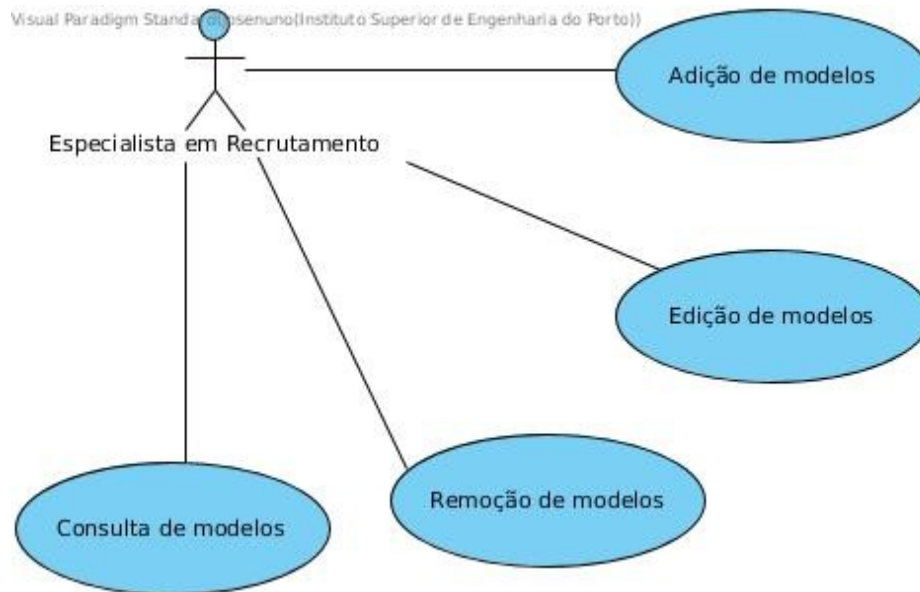 Visual Paradigm Standard(josenuno(Instituto Superior de Engenharia do Porto))
Adição de modelos
Especialista em Recrutamento
Edição de modelos
Remoção de modelos
Consulta de modelos